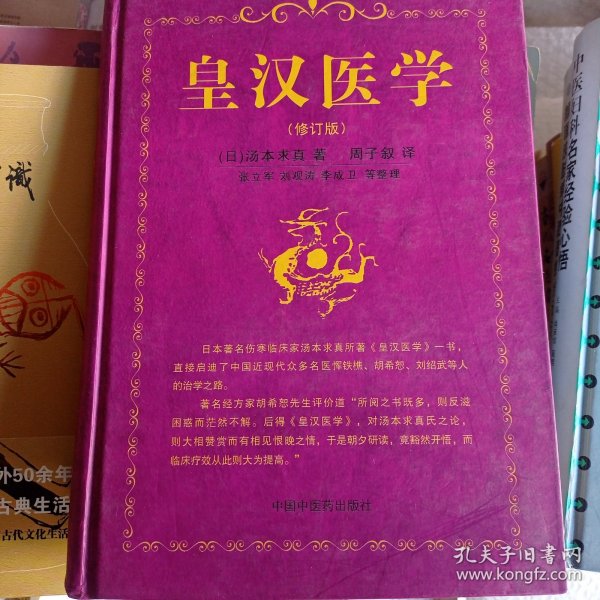 皇汉医学
(修订版)
(日)汤本求真 著 周子叙 译
张立军 刘观涛 李成卫 等整理
日本著名伤寒临床家汤本求真所著《皇汉医学》一书,
直接启迪了中国近现代众多名医恽铁樵、胡希恕、刘绍武等人
的治学之路。
著名经方家胡希恕先生评价道“所阅之书既多,则反滋
困惑而茫然不解。后得《皇汉医学》,对汤本求真氏之论,
则大相赞赏而有相见恨晚之情,于是朝夕研读,竟豁然开悟,而
临床疗效从此则大为提高。”
中国中医药出版社
识
外50余年
古典生活
古代文化生活
中医妇科名家经验心悟
孔夫子旧书网
www.kongfz.com